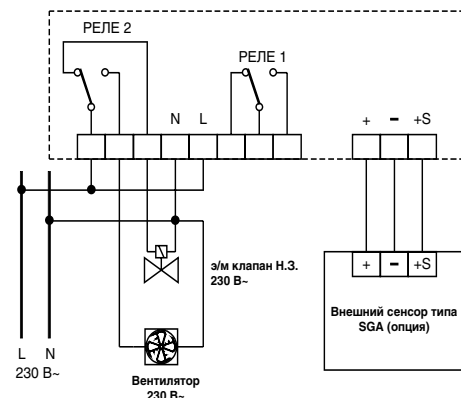 РЕЛЕ 2
РЕЛЕ 1
N L
+ - +S
+ - +S
э/м клапан Н.З.
230 В~
Внешний сенсор типа
SGA (опция)
L N
230 В~
Вентилятор
230 В~